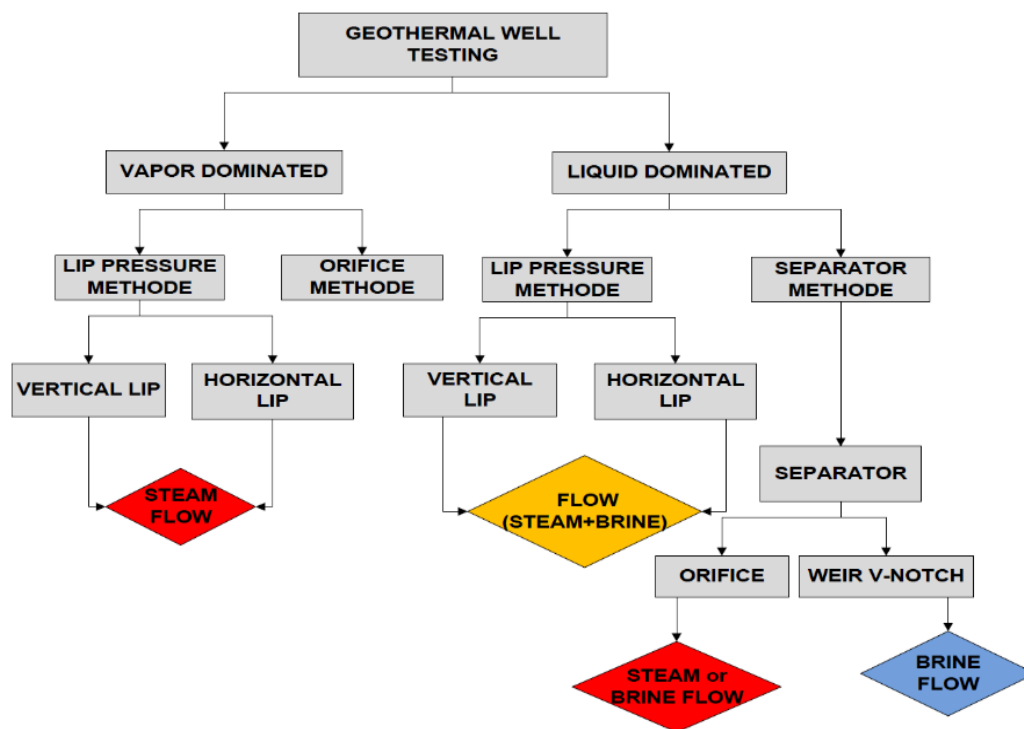 GEOTHERMAL WELL
TESTING
VAPOR DOMINATED
LIQUID DOMINATED
LIP PRESSURE
METHODE
ORIFICE
METHODE
LIP PRESSURE
METHODE
SEPARATOR
METHODE
VERTICAL LIP
HORIZONTAL
LIP
VERTICAL
LIP
HORIZONTAL
LIP
SEPARATOR
STEAM
FLOW
FLOW
(STEAM+BRINE)
ORIFICE
WEIR V-NOTCH
STEAM or
BRINE FLOW
BRINE
FLOW